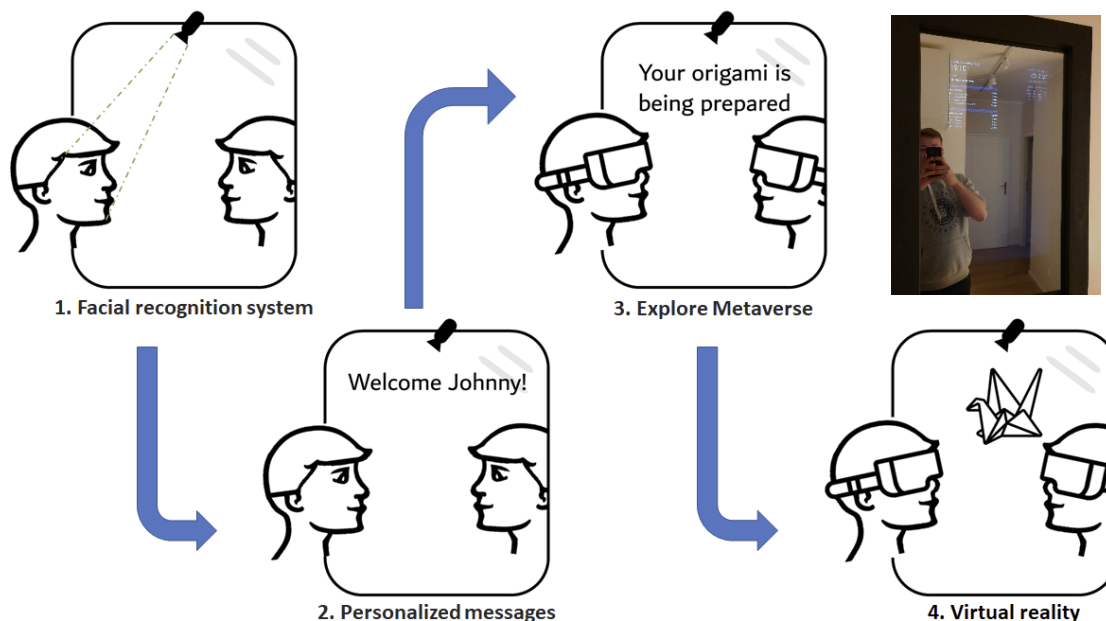 1. Facial recognition system
Welcome Johnny!
2. Personalized messages
Your origami is
being prepared
3. Explore Metaverse
4. Virtual reality